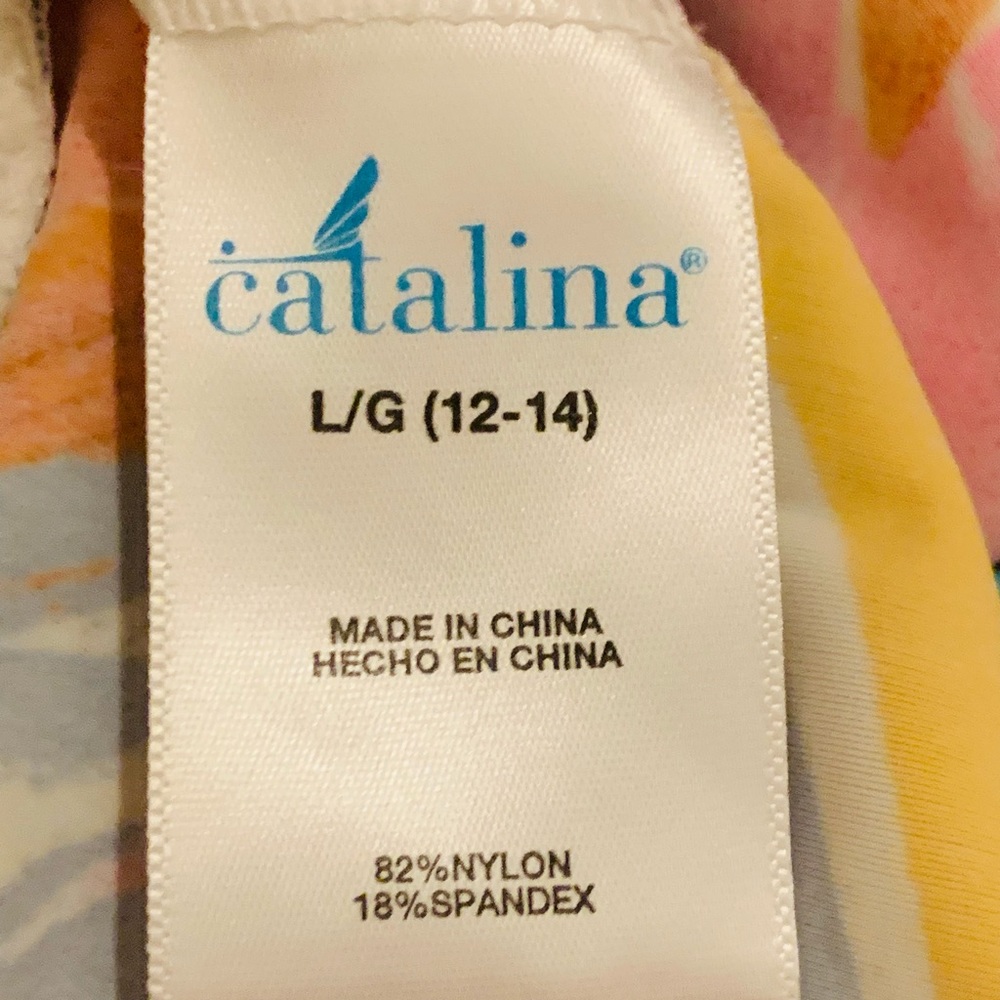 catalina®
L/G (12-14)
MADE IN CHINA
HECHO EN CHINA
82%NYLON
18%SPANDEX